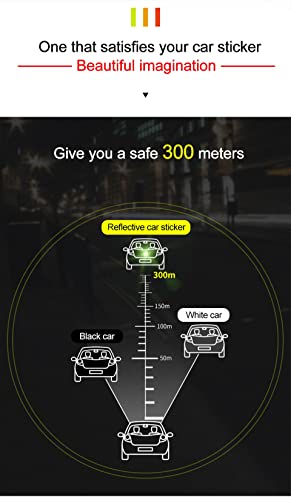 One that satisfies your car sticker
Beautiful imagination
Give you a safe 300 meters
Reflective car sticker
300m
150m
White car
100m
Black car
50m